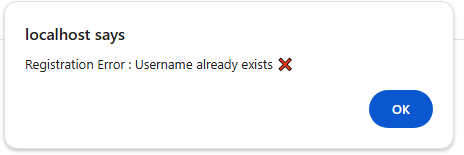 localhost says
Registration Error : Username already exists ❌
OK